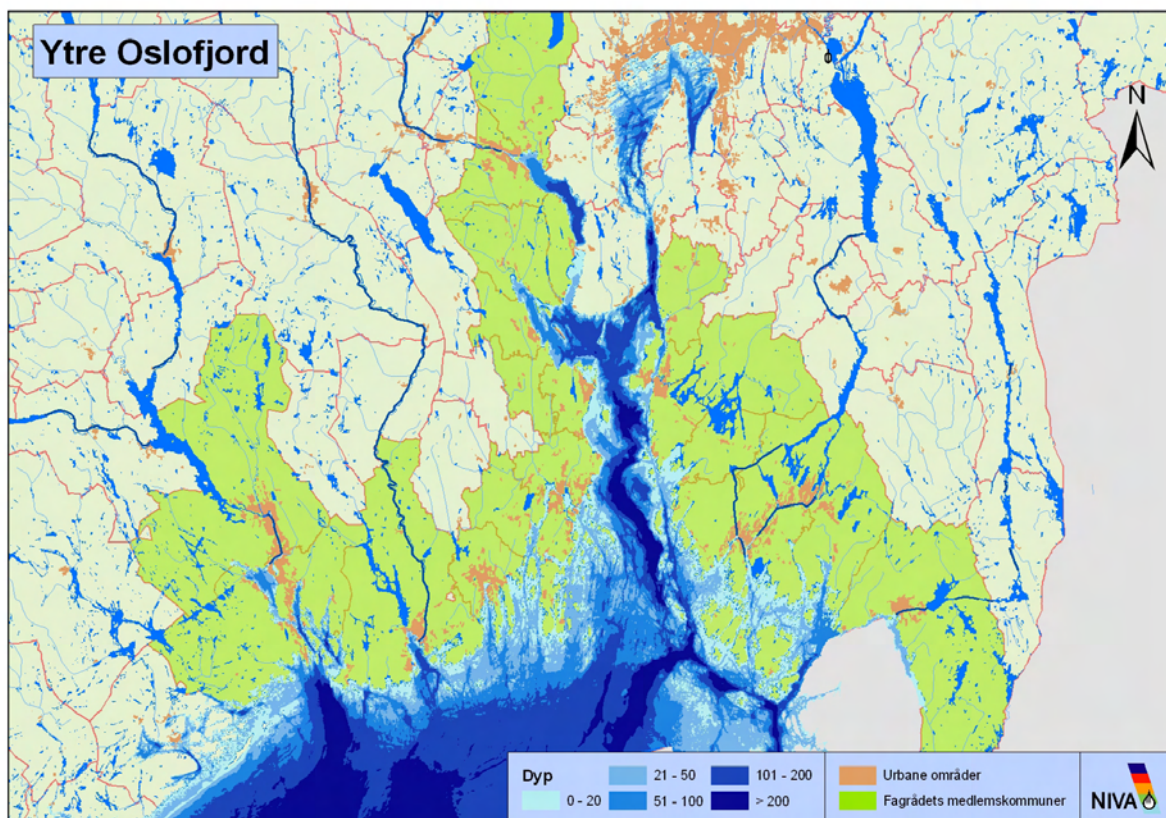 Ytre Oslofjord
N
Dyp
0 - 20
21 - 50
51 - 100
101 - 200
> 200
Urbane områder
Fagrådets medlemskommuner
NIVA